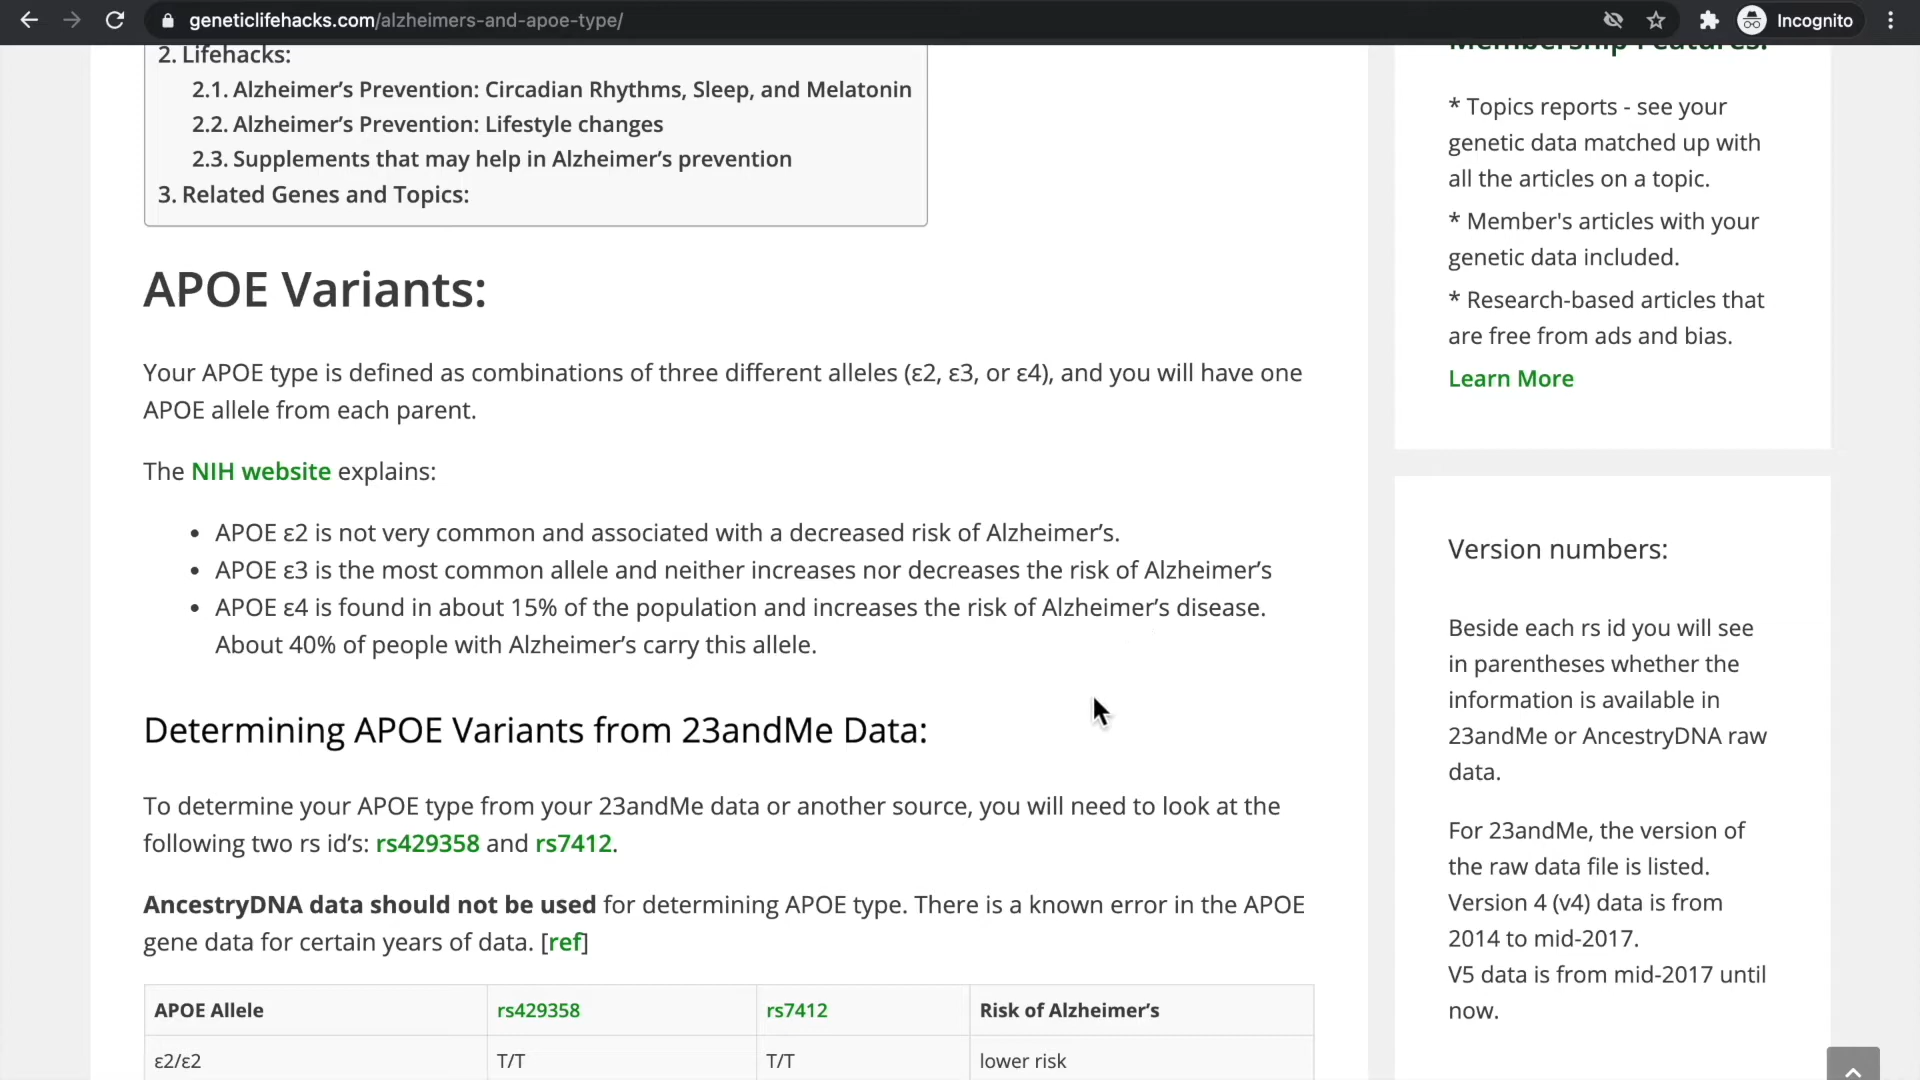 geneticlifehacks.com/alzheimers-and-apoe-type/
Incognito
2. Lifehacks:
2.1. Alzheimer’s Prevention: Circadian Rhythms, Sleep, and Melatonin
2.2. Alzheimer’s Prevention: Lifestyle changes
2.3. Supplements that may help in Alzheimer’s prevention
3. Related Genes and Topics:
APOE Variants:
Your APOE type is defined as combinations of three different alleles (ε2, ε3, or ε4), and you will have one
APOE allele from each parent.
The NIH website explains:
• APOE ε2 is not very common and associated with a decreased risk of Alzheimer’s.
• APOE ε3 is the most common allele and neither increases nor decreases the risk of Alzheimer’s
• APOE ε4 is found in about 15% of the population and increases the risk of Alzheimer’s disease.
About 40% of people with Alzheimer’s carry this allele.
Determining APOE Variants from 23andMe Data:
To determine your APOE type from your 23andMe data or another source, you will need to look at the
following two rs id’s: rs429358 and rs7412.
AncestryDNA data should not be used for determining APOE type. There is a known error in the APOE
gene data for certain years of data. [ref]
APOE Allele rs429358 rs7412 Risk of Alzheimer’s
ε2/ε2 T/T T/T lower risk
Membership Features:
* Topics reports - see your
genetic data matched up with
all the articles on a topic.
* Member's articles with your
genetic data included.
* Research-based articles that
are free from ads and bias.
Learn More
Version numbers:
Beside each rs id you will see
in parentheses whether the
information is available in
23andMe or AncestryDNA raw
data.
For 23andMe, the version of
the raw data file is listed.
Version 4 (v4) data is from
2014 to mid-2017.
V5 data is from mid-2017 until
now.